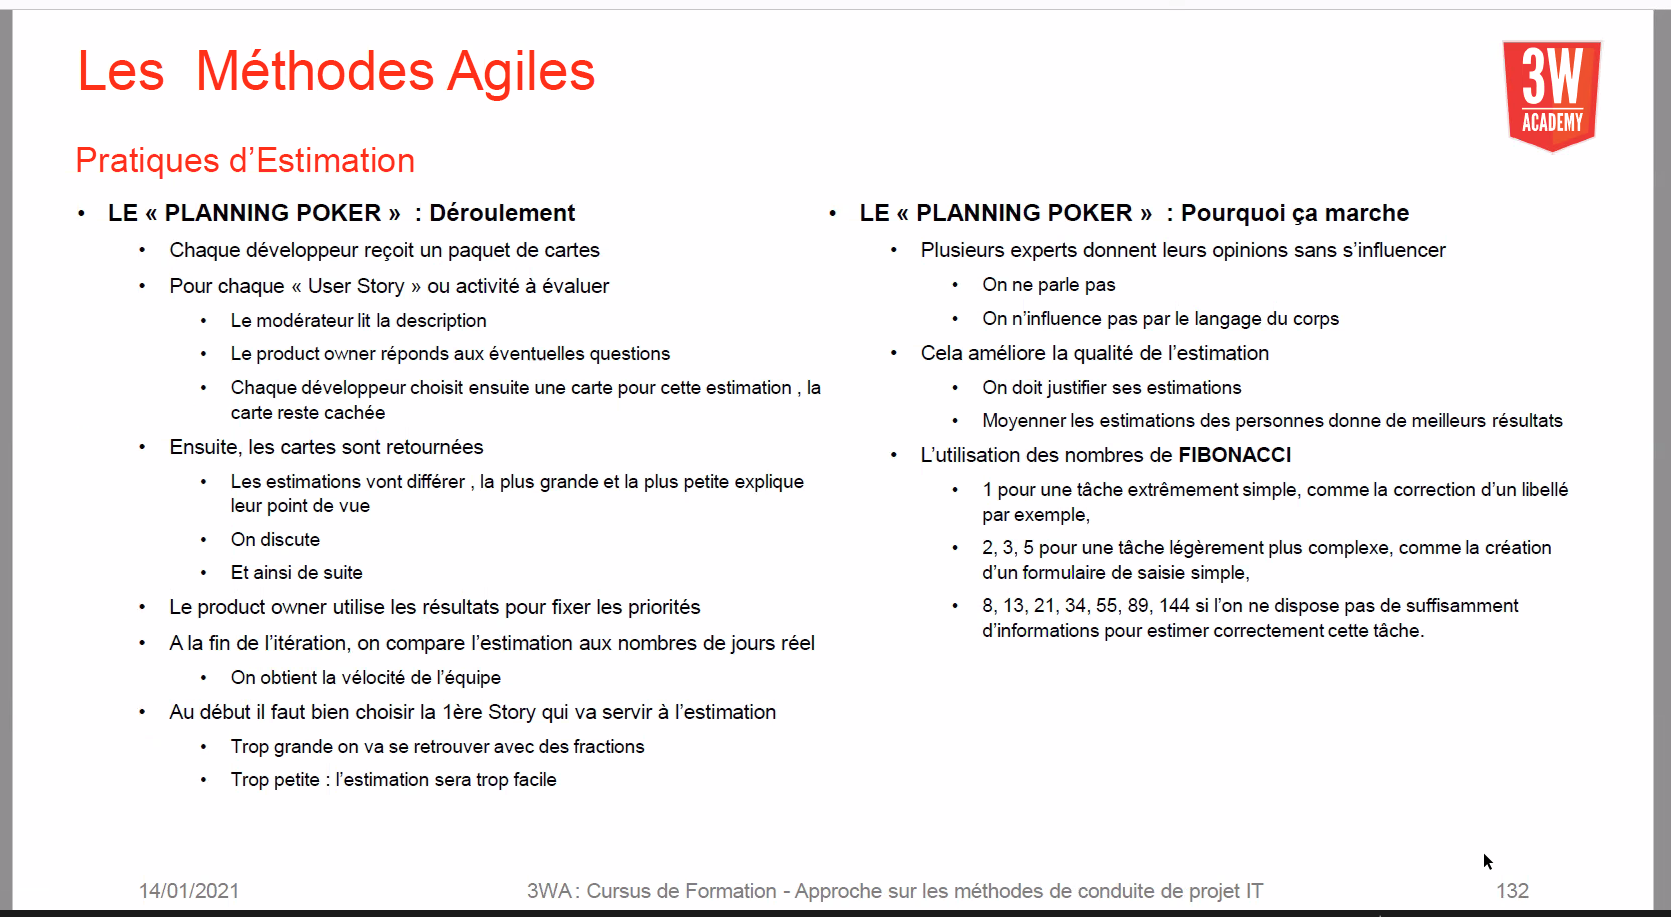 Les  Méthodes Agiles
3W
ACADEMY
Pratiques d’Estimation
• LE « PLANNING POKER »  : Déroulement
• Chaque développeur reçoit un paquet de cartes
• Pour chaque « User Story » ou activité à évaluer
• Le modérateur lit la description
• Le product owner réponds aux éventuelles questions
• Chaque développeur choisit ensuite une carte pour cette estimation , la
carte reste cachée
• Ensuite, les cartes sont retournées
• Les estimations vont différer , la plus grande et la plus petite explique
leur point de vue
• On discute
• Et ainsi de suite
• Le product owner utilise les résultats pour fixer les priorités
• A la fin de l’itération, on compare l’estimation aux nombres de jours réel
• On obtient la vélocité de l’équipe
• Au début il faut bien choisir la 1ère Story qui va servir à l’estimation
• Trop grande on va se retrouver avec des fractions
• Trop petite : l’estimation sera trop facile
• LE « PLANNING POKER »  : Pourquoi ça marche
• Plusieurs experts donnent leurs opinions sans s’influencer
• On ne parle pas
• On n’influence pas par le langage du corps
• Cela améliore la qualité de l’estimation
• On doit justifier ses estimations
• Moyenner les estimations des personnes donne de meilleurs résultats
• L’utilisation des nombres de FIBONACCI
• 1 pour une tâche extrêmement simple, comme la correction d’un libellé
par exemple,
• 2, 3, 5 pour une tâche légèrement plus complexe, comme la création
d’un formulaire de saisie simple,
• 8, 13, 21, 34, 55, 89, 144 si l’on ne dispose pas de suffisamment
d’informations pour estimer correctement cette tâche.
14/01/2021
3WA : Cursus de Formation - Approche sur les méthodes de conduite de projet IT
132